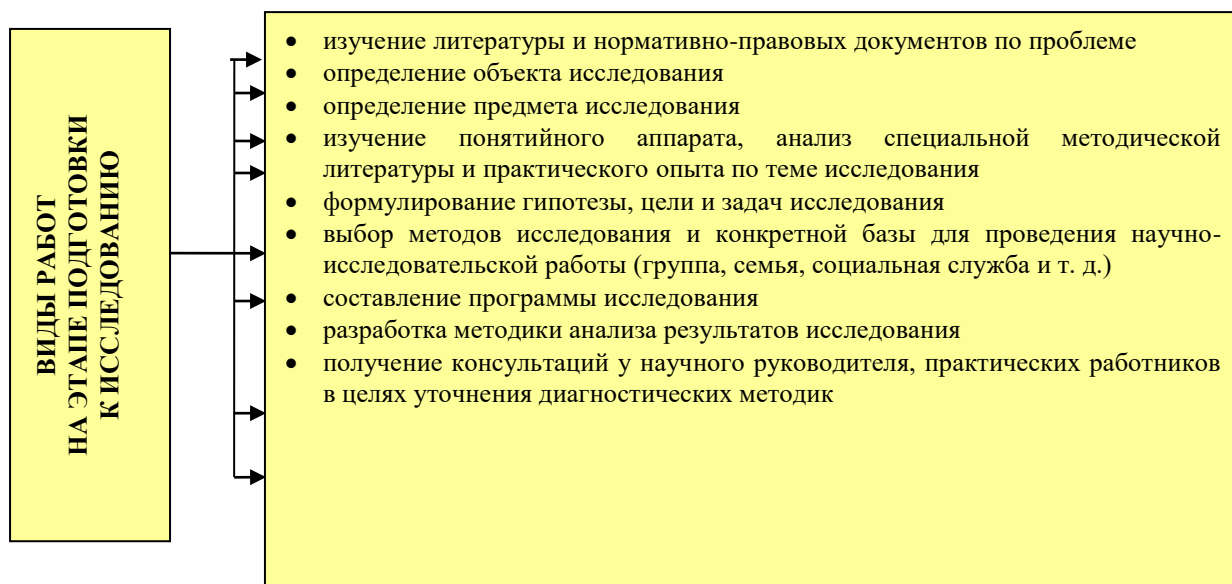 ВИДЫ РАБОТ
НА ЭТАПЕ ПОДГОТОВКИ
К ИССЛЕДОВАНИЮ
• изучение литературы и нормативно-правовых документов по проблеме
• определение объекта исследования
• определение предмета исследования
• изучение понятийного аппарата, анализ специальной методической
литературы и практического опыта по теме исследования
• формулирование гипотезы, цели и задач исследования
• выбор методов исследования и конкретной базы для проведения научно-
исследовательской работы (группа, семья, социальная служба и т. д.)
• составление программы исследования
• разработка методики анализа результатов исследования
• получение консультаций у научного руководителя, практических работников
в целях уточнения диагностических методик